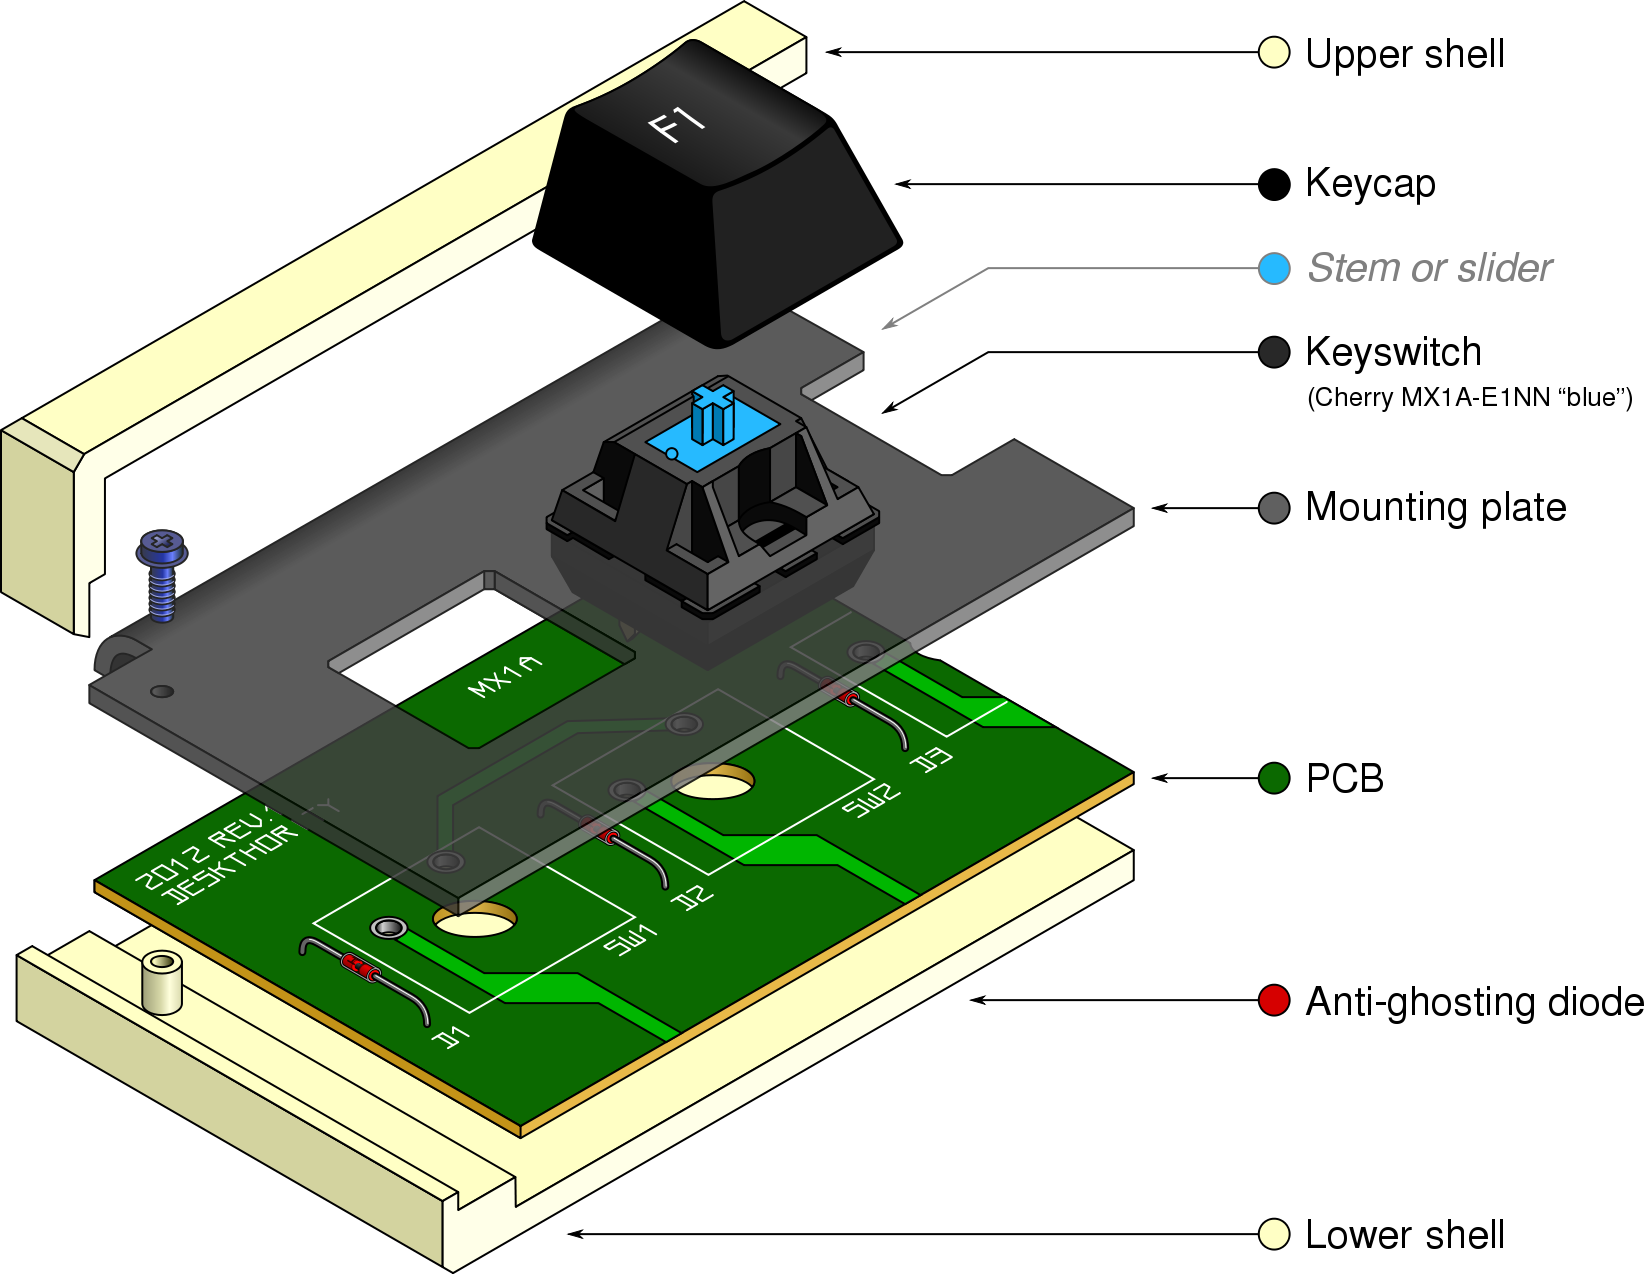 Upper shell
F1
Keycap
Stem or slider
Keyswitch
(Cherry MX1A-E1NN “blue”)
Mounting plate
MX1A
PCB
D3
SW2
2012 REV.
DESKTHOR
D2
SW1
D1
Anti-ghosting diode
Lower shell